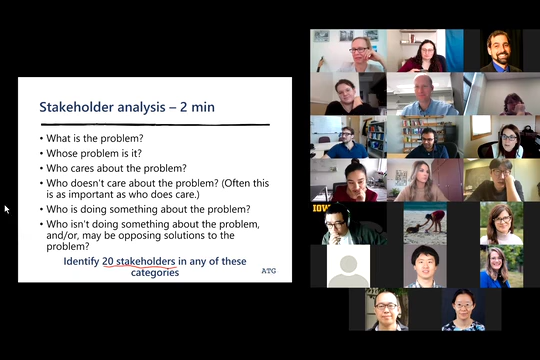 Stakeholder analysis – 2 min
• What is the problem?
• Whose problem is it?
• Who cares about the problem?
• Who doesn't care about the problem? (Often this
is as important as who does care.)
• Who is doing something about the problem?
• Who isn't doing something about the problem,
and/or, may be opposing solutions to the
problem?
Identify 20 stakeholders in any of these
categories
ATG
IOW